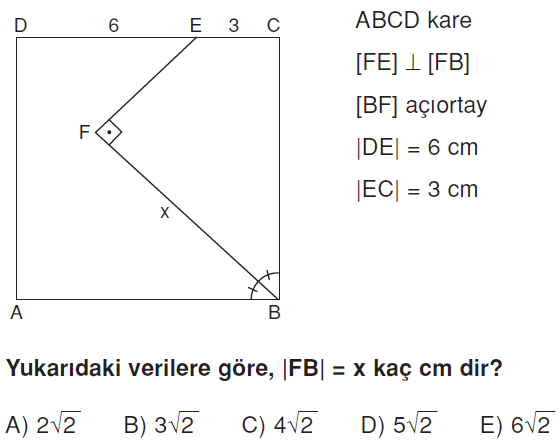 D 6 E 3 C
ABCD kare
[FE] ⊥ [FB]
[BF] açıortay
|DE| = 6 cm
|EC| = 3 cm
F
x
A B
Yukarıdaki verilere göre, |FB| = x kaç cm dir?
A) 2√2 B) 3√2 C) 4√2 D) 5√2 E) 6√2